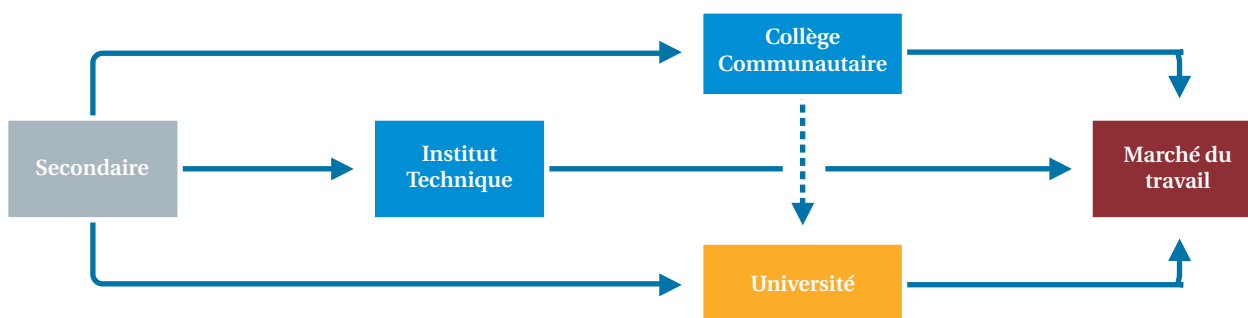 Collège
Communautaire
Secondaire
Institut
Technique
Marché du
travail
Université